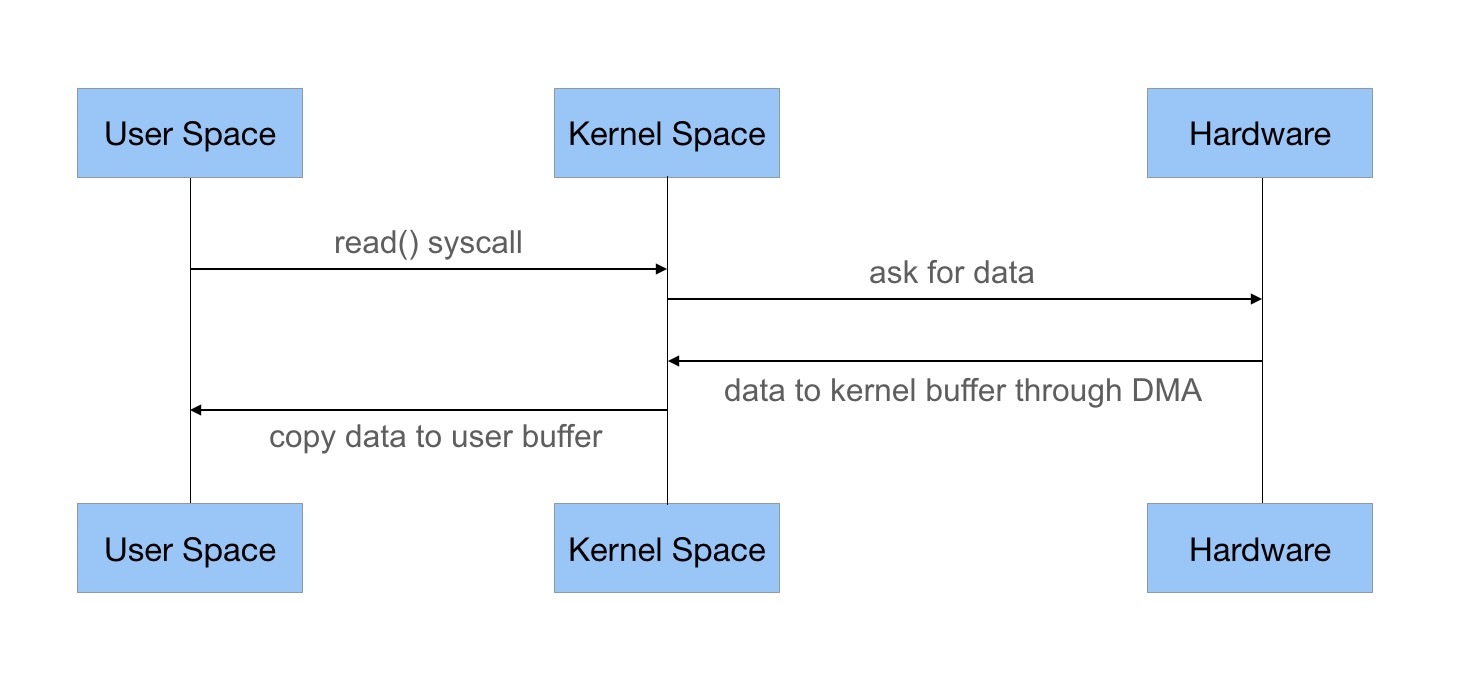 User Space
Kernel Space
Hardware
read() syscall
ask for data
data to kernel buffer through DMA
copy data to user buffer
User Space
Kernel Space
Hardware